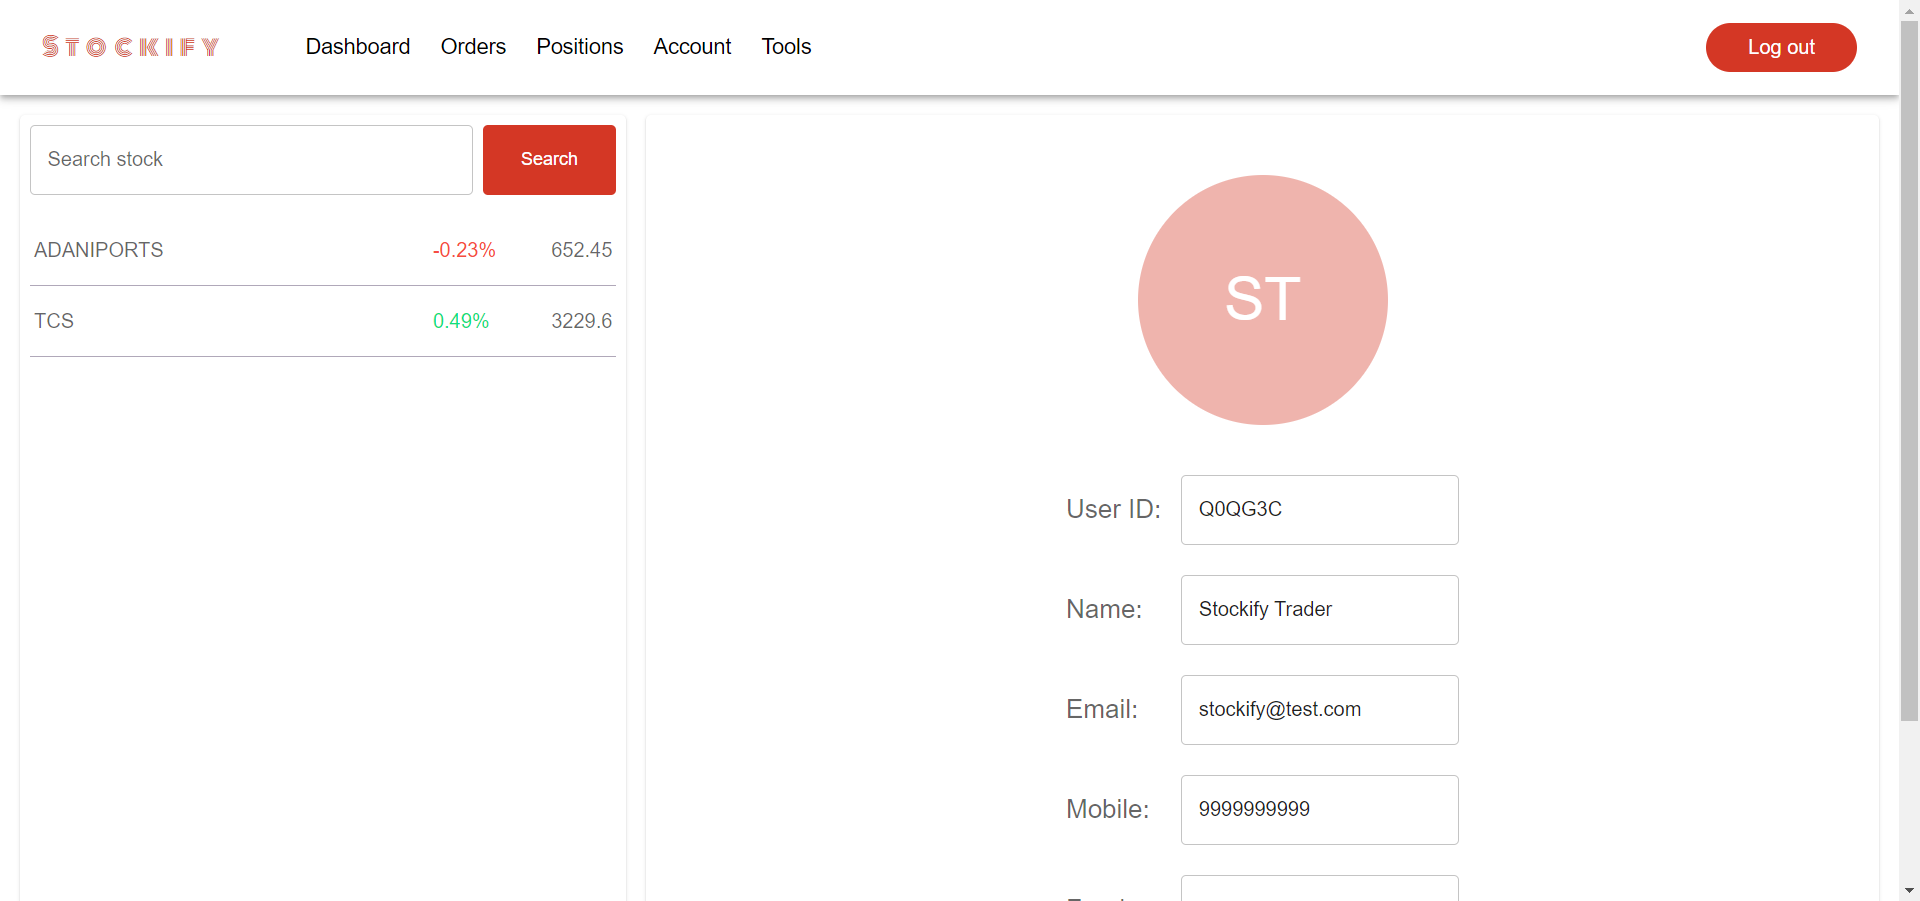 STOCKIFY Dashboard Orders Positions Account Tools Log out
Search stock Search
ADANIPORTS -0.23% 652.45
TCS 0.49% 3229.6
ST
User ID: Q0QG3C
Name: Stockify Trader
Email: stockify@test.com
Mobile: 9999999999